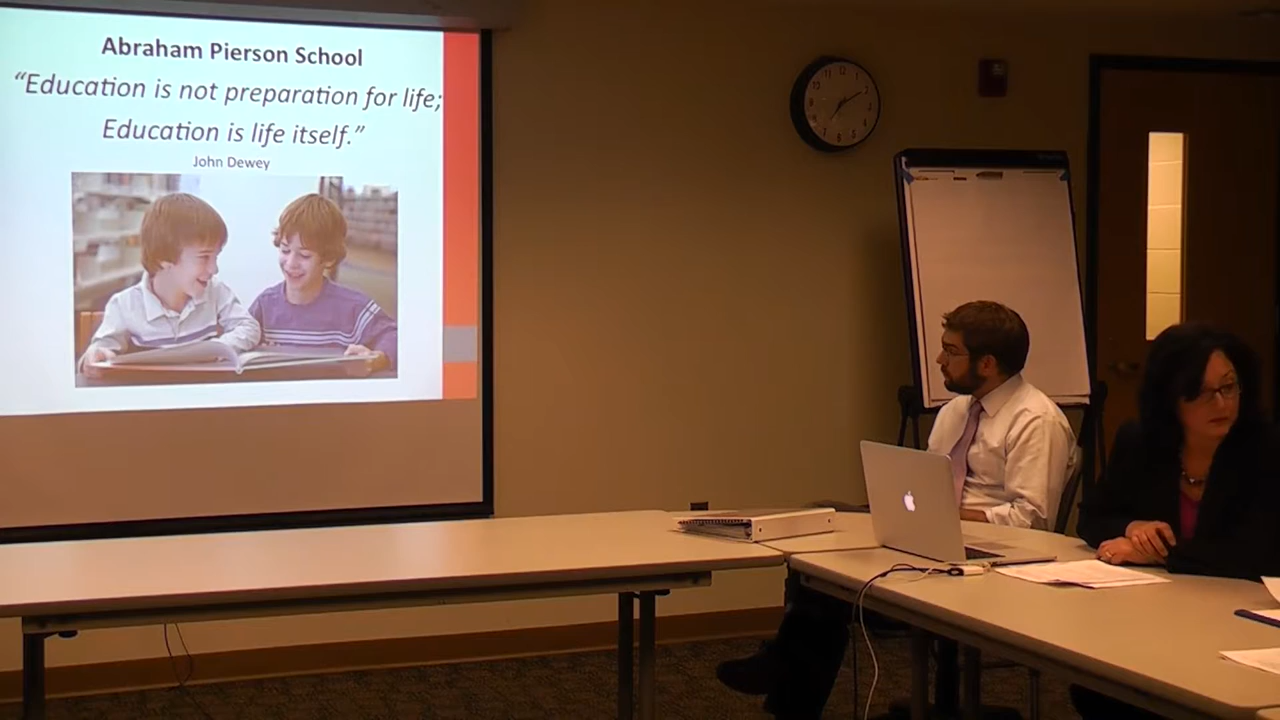 Abraham Pierson School
“Education is not preparation for life;
Education is life itself.”
John Dewey